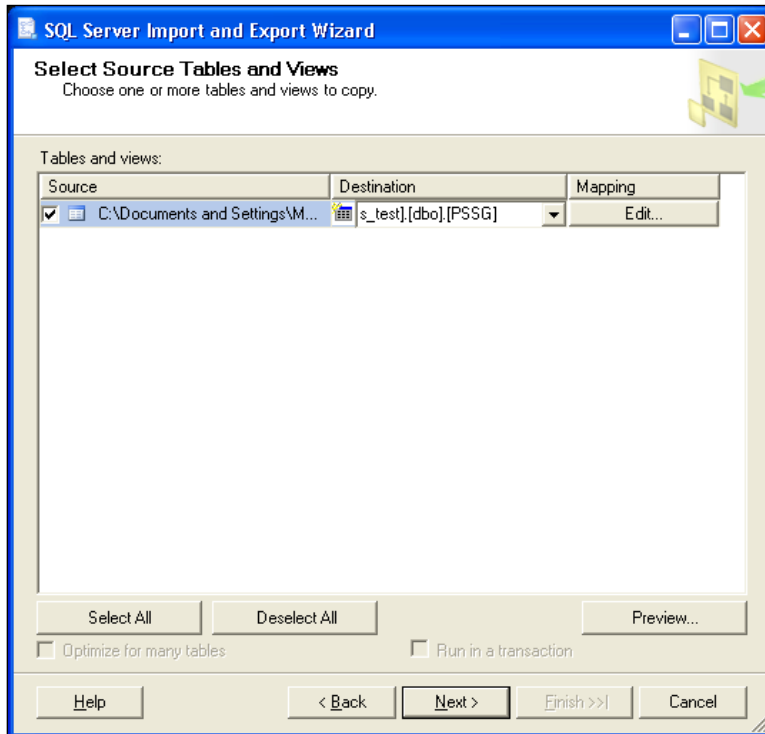 SQL Server Import and Export Wizard
Select Source Tables and Views
Choose one or more tables and views to copy.
Tables and views:
Source Destination Mapping
C:\Documents and Settings\M... s_test].[dbo].[PSSG] Edit...
Select All Deselect All Preview...
Optimize for many tables Run in a transaction
Help < Back Next > Finish >>| Cancel